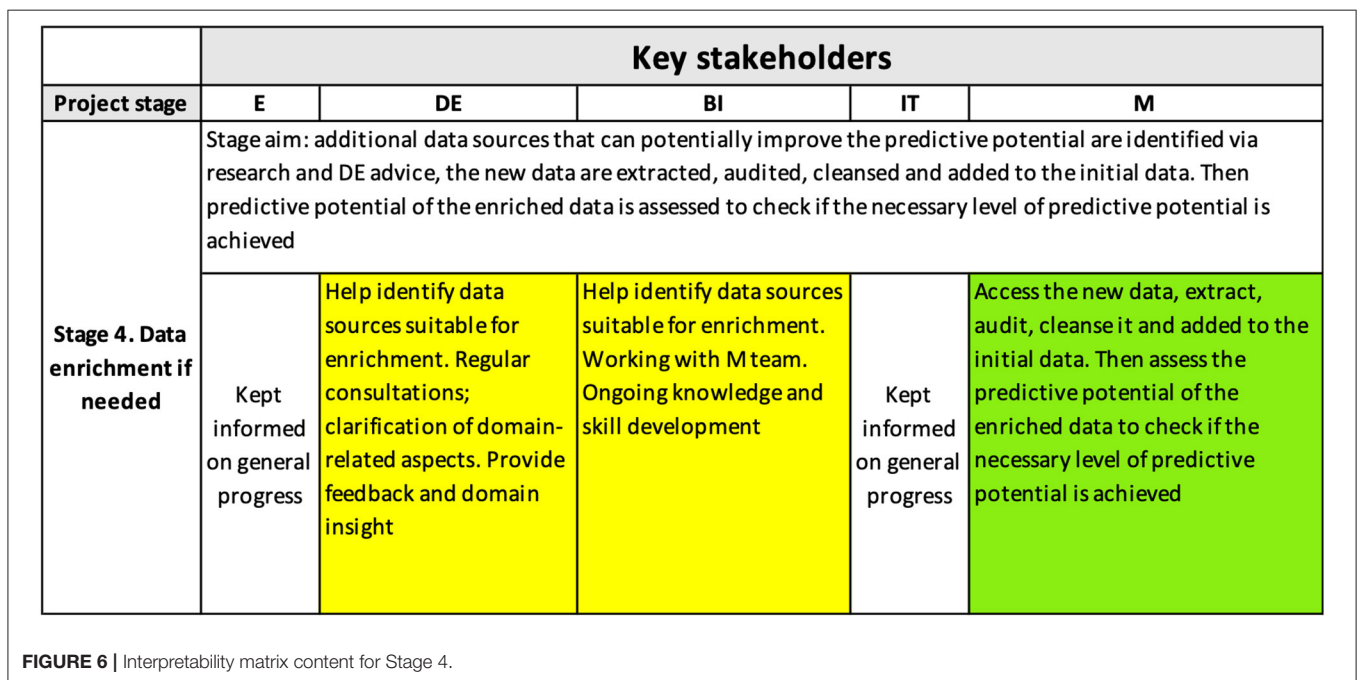 Key stakeholders
Project stage E DE BI IT M
Stage 4. Data
enrichment if
needed
Stage aim: additional data sources that can potentially improve the predictive potential are identified via
research and DE advice, the new data are extracted, audited, cleansed and added to the initial data. Then
predictive potential of the enriched data is assessed to check if the necessary level of predictive potential is
achieved
Kept
informed
on general
progress
Help identify data
sources suitable for
enrichment. Regular
consultations;
clarification of domain-
related aspects. Provide
feedback and domain
insight
Help identify data sources
suitable for enrichment.
Working with M team.
Ongoing knowledge and
skill development
Kept
informed
on general
progress
Access the new data, extract,
audit, cleanse it and added to the
initial data. Then assess the
predictive potential of the
enriched data to check if the
necessary level of predictive
potential is achieved
FIGURE 6 | Interpretability matrix content for Stage 4.